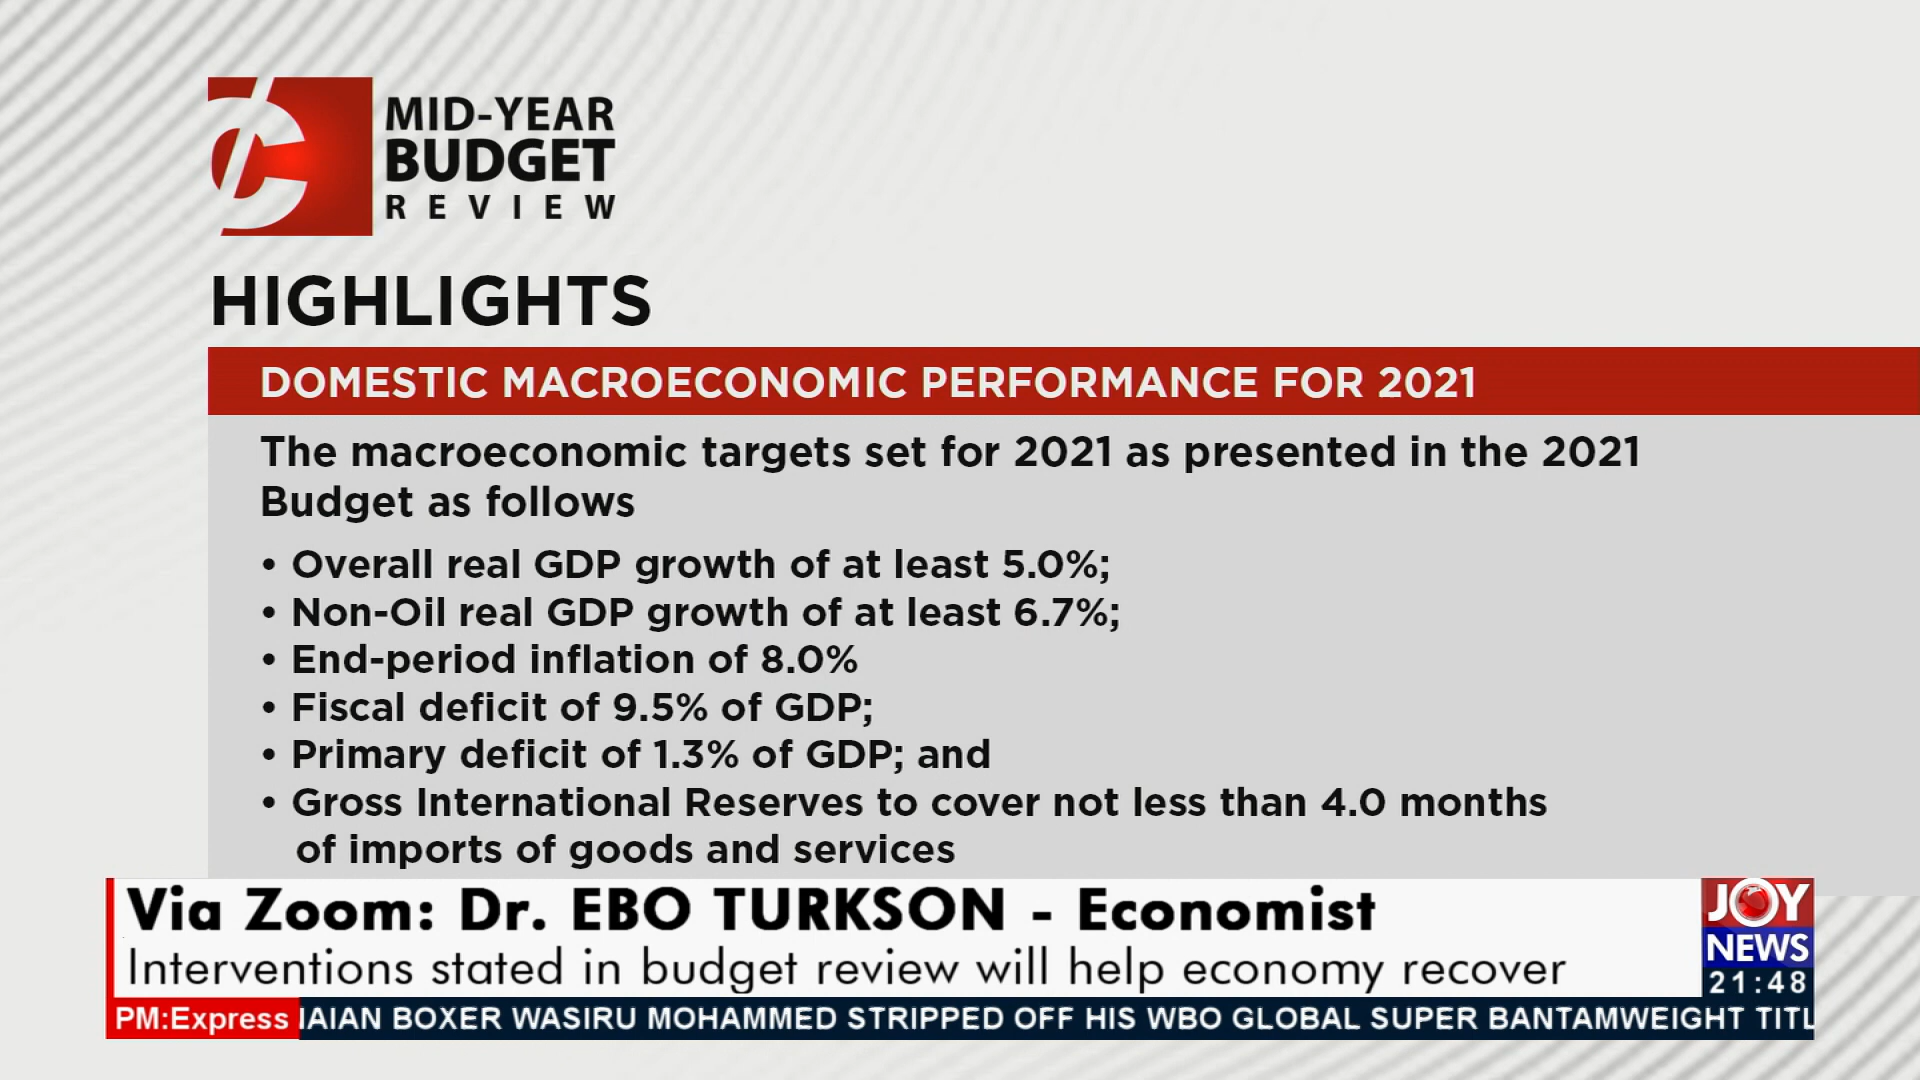 MID-YEAR
BUDGET
REVIEW
HIGHLIGHTS
DOMESTIC MACROECONOMIC PERFORMANCE FOR 2021
The macroeconomic targets set for 2021 as presented in the 2021
Budget as follows
• Overall real GDP growth of at least 5.0%;
• Non-Oil real GDP growth of at least 6.7%;
• End-period inflation of 8.0%
• Fiscal deficit of 9.5% of GDP;
• Primary deficit of 1.3% of GDP; and
• Gross International Reserves to cover not less than 4.0 months
of imports of goods and services
Via Zoom: Dr. EBO TURKSON - Economist
Interventions stated in budget review will help economy recover
JOY
NEWS
21:48
PM:Express IAIAN BOXER WASIRU MOHAMMED STRIPPED OFF HIS WBO GLOBAL SUPER BANTAMWEIGHT TITL